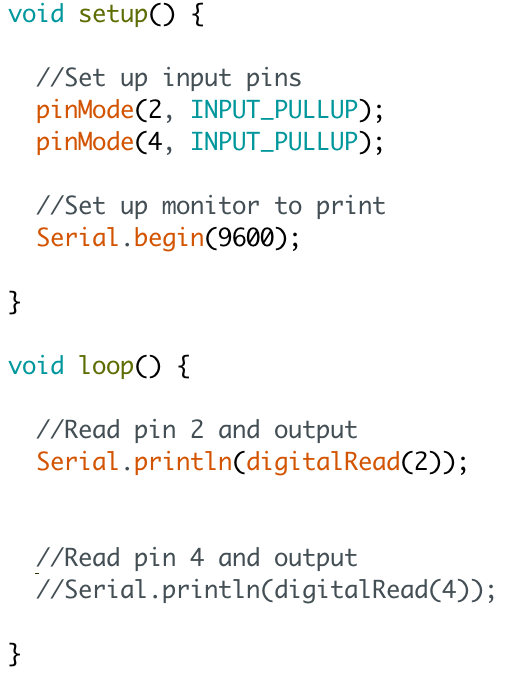 void setup() {
//Set up input pins
pinMode(2, INPUT_PULLUP);
pinMode(4, INPUT_PULLUP);
//Set up monitor to print
Serial.begin(9600);
}
void loop() {
//Read pin 2 and output
Serial.println(digitalRead(2));
//Read pin 4 and output
//Serial.println(digitalRead(4));
}